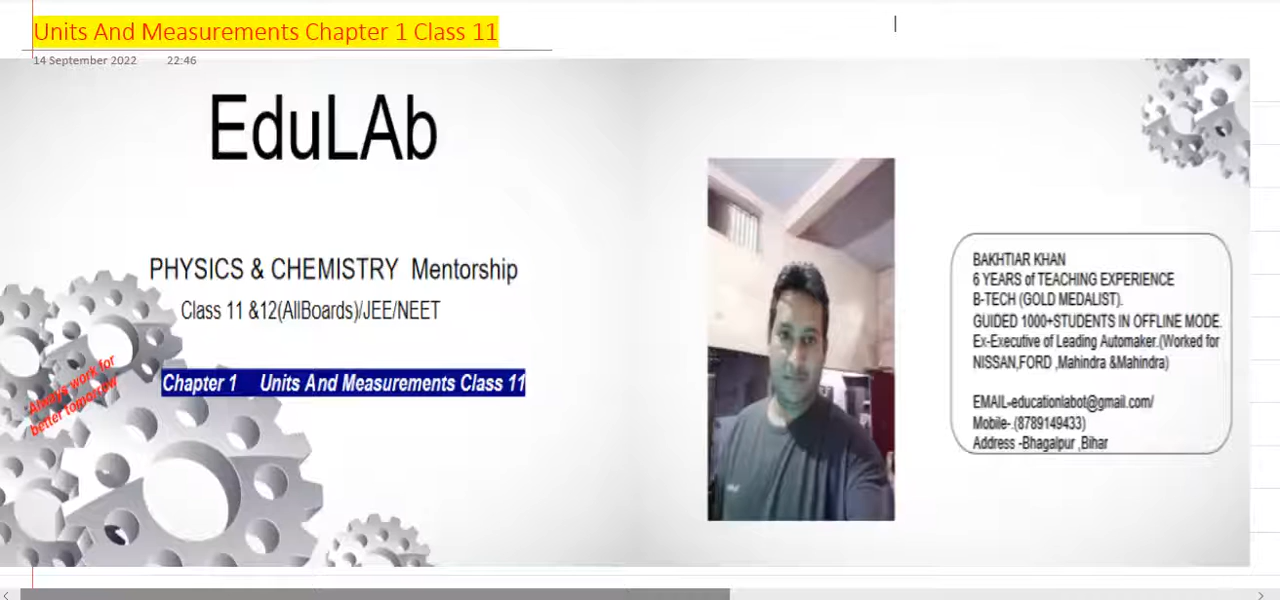 Units And Measurements Chapter 1 Class 11
14 September 2022 22:46
EduLAb
PHYSICS & CHEMISTRY Mentorship
Class 11 &12(AllBoards)/JEE/NEET
Always work for
better tomorrow
Chapter 1 Units And Measurements Class 11
BAKHTIAR KHAN
6 YEARS of TEACHING EXPERIENCE
B-TECH (GOLD MEDALIST).
GUIDED 1000+STUDENTS IN OFFLINE MODE.
Ex-Executive of Leading Automaker.(Worked for
NISSAN,FORD ,Mahindra &Mahindra)
EMAIL-educationlabot@gmail.com/
Mobile-.(8789149433)
Address -Bhagalpur ,Bihar